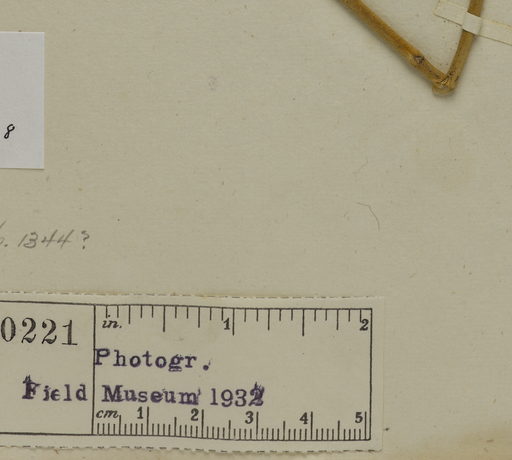 8
. 1344?
0221
in. 1 2
Photogr.
Field Museum 1932
cm 1 2 3 4 5